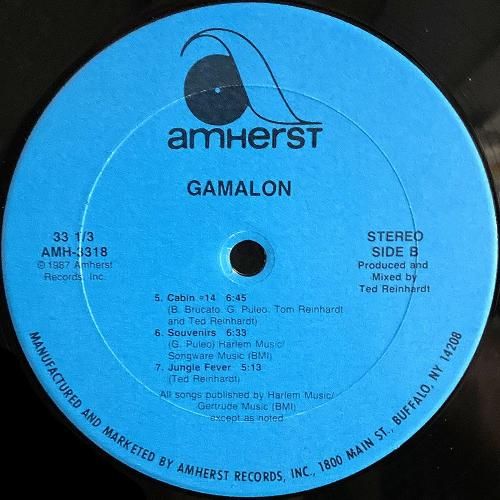 amherst
GAMALON
33 1/3
AMH-3318
© 1987 Amherst
Records, Inc.
STEREO
SIDE B
Produced and
Mixed by
Ted Reinhardt
5. Cabin #14 6:45
(B. Brucato, G. Puleo, Tom Reinhardt
and Ted Reinhardt)
6. Souvenirs 6:33
(G. Puleo) Harlem Music/
Songware Music (BMI)
7. Jungle Fever 5:13
(Ted Reinhardt)
All songs published by Harlem Music/
Gertrude Music (BMI)
except as noted
MANUFACTURED AND MARKETED BY AMHERST RECORDS, INC., 1800 MAIN ST., BUFFALO, NY 14208